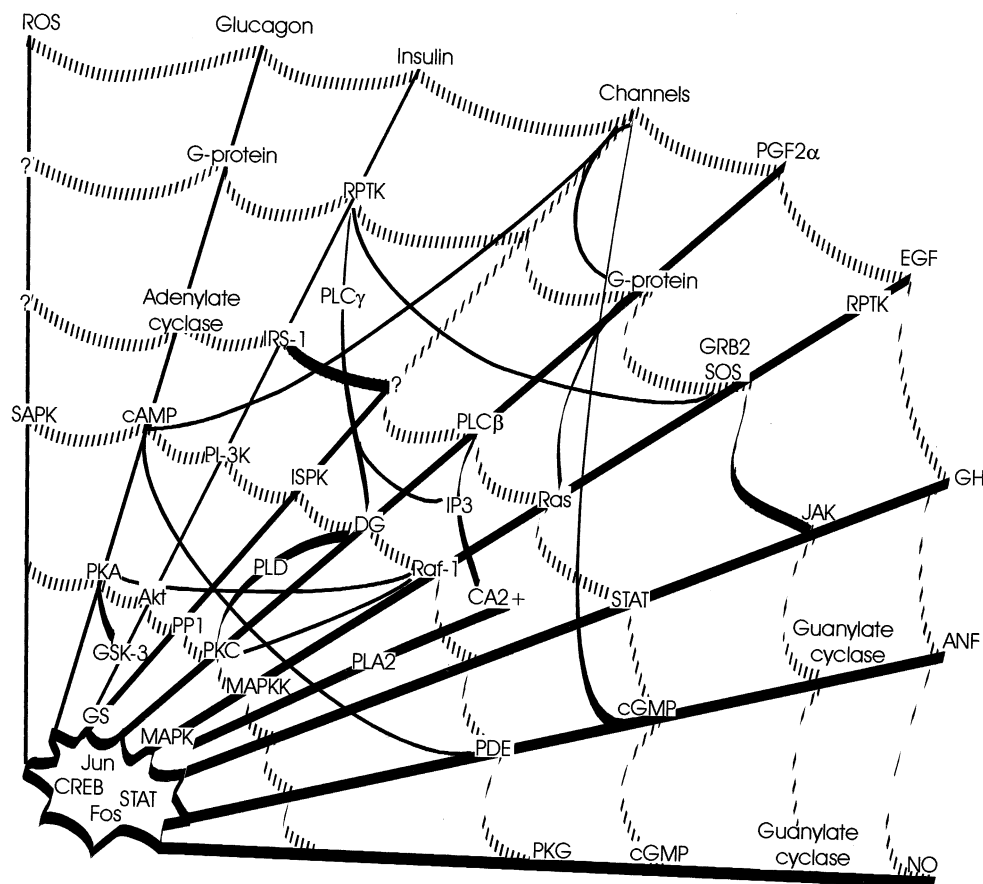 ROS
Glucagon
Insulin
Channels
PGF2α
EGF
GH
ANF
NO
?
G-protein
RPTK
G-protein
RPTK
?
Adenylate
cyclase
PLCγ
IRS-1
?
GRB2
SOS
SAPK
cAMP
PI-3K
ISPK
PLCβ
IP3
Ras
JAK
DG
PLD
Raf-1
CA2+
STAT
PKA
Akt
PP1
GSK-3
PKC
PLA2
MAPKK
Guanylate
cyclase
GS
MAPK
cGMP
PDE
Jun
CREB
STAT
Fos
PKG
cGMP
Guanylate
cyclase